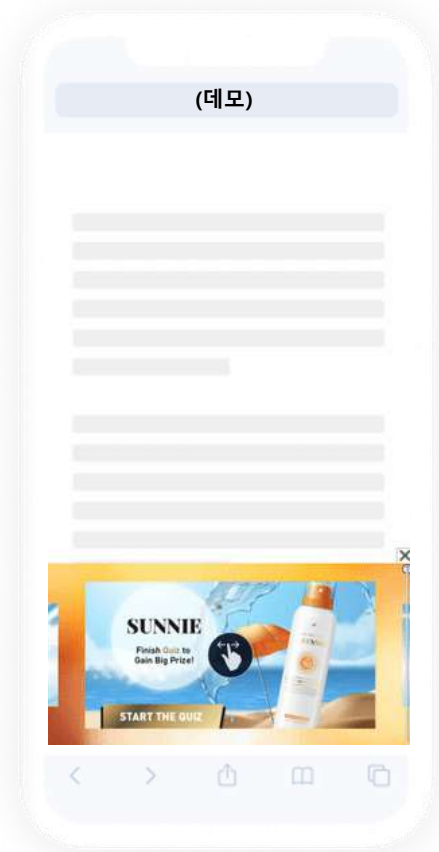 (데모)
SUNNIE
Finish Quiz to
Gain Big Prize!
START THE QUIZ